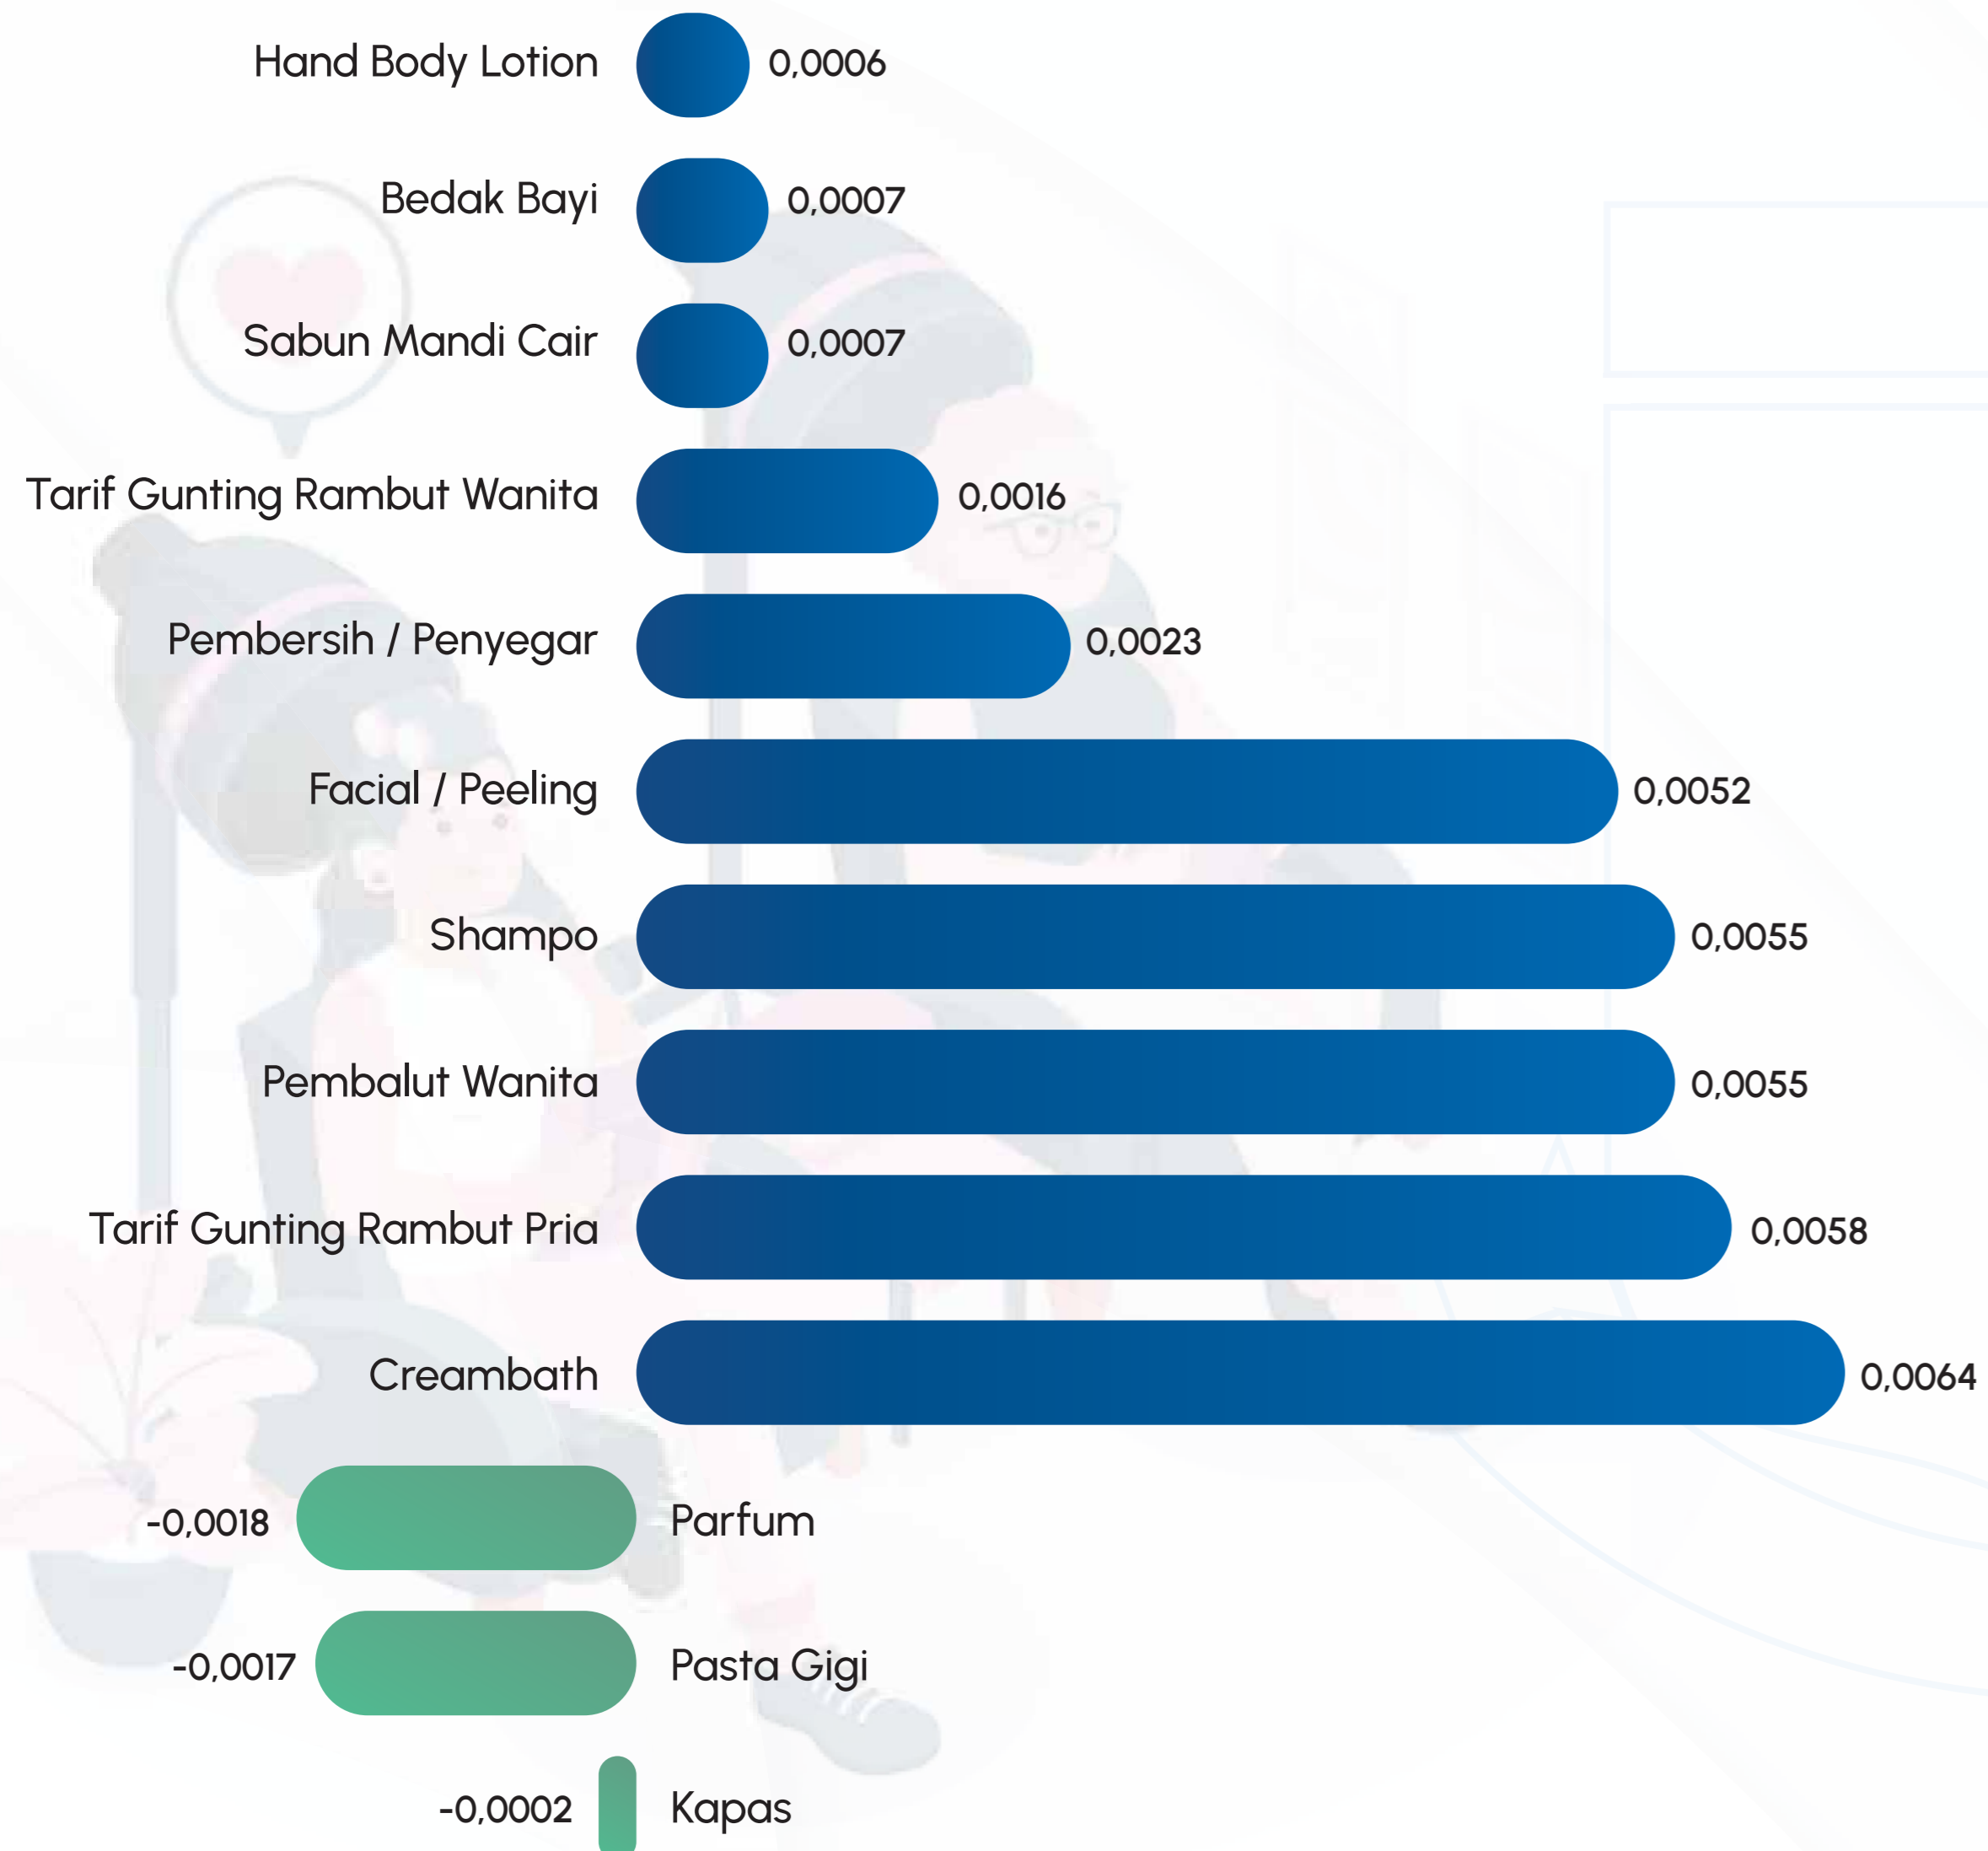 Hand Body Lotion 0,0006
Bedak Bayi 0,0007
Sabun Mandi Cair 0,0007
Tarif Gunting Rambut Wanita 0,0016
Pembersih / Penyegar 0,0023
Facial / Peeling 0,0052
Shampo 0,0055
Pembalut Wanita 0,0055
Tarif Gunting Rambut Pria 0,0058
Creambath 0,0064
-0,0018 Parfum
-0,0017 Pasta Gigi
-0,0002 Kapas